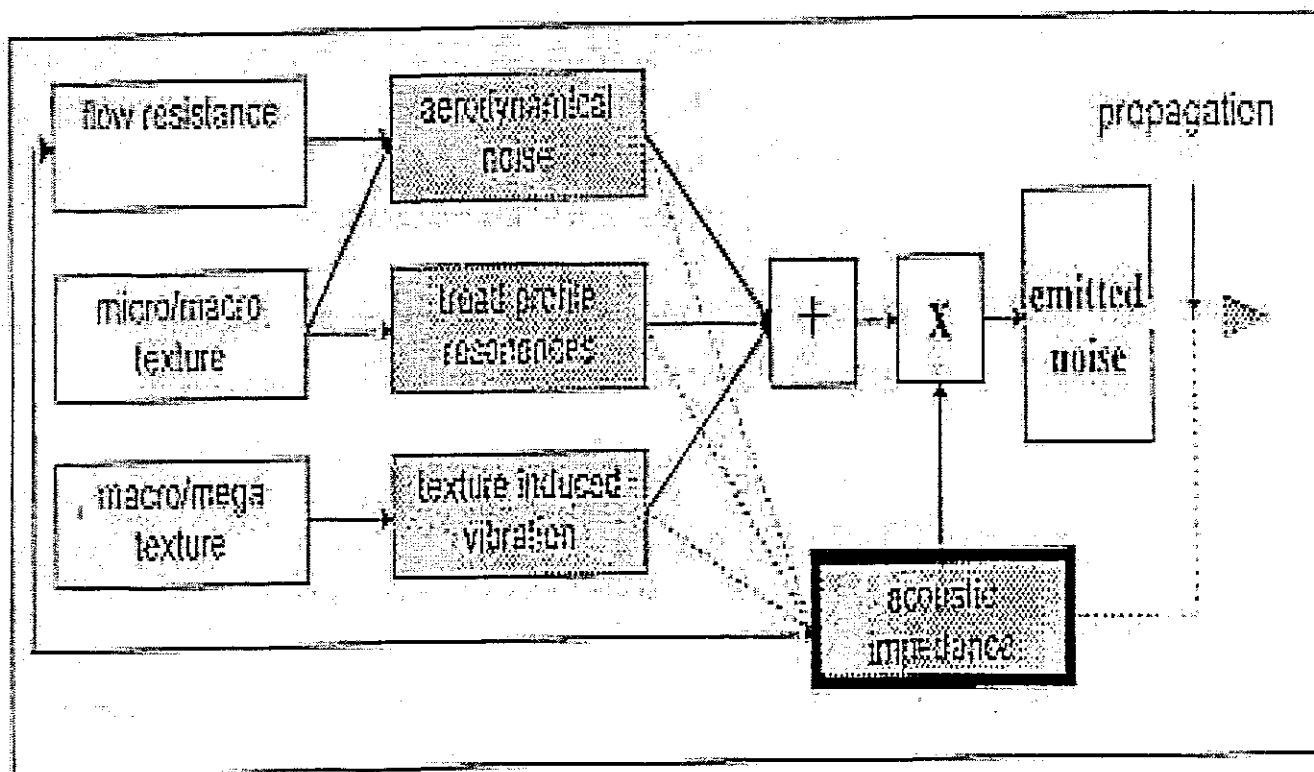 flow resistance
aerodynamical
noise
propagation
micro/macro
texture
tread profile
resonances
+
x
emitted
noise
macro/mega
texture
texture induced
vibration
acoustic
impedance